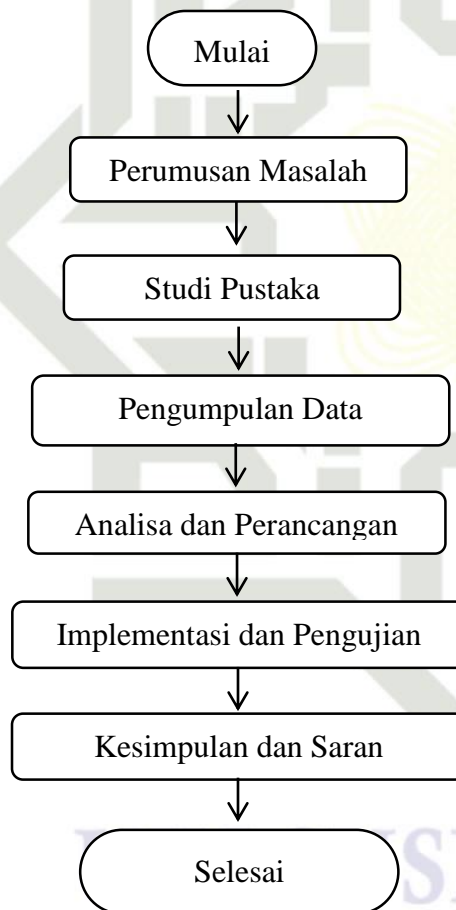 Mulai
Perumusan Masalah
Studi Pustaka
Pengumpulan Data
Analisa dan Perancangan
Implementasi dan Pengujian
Kesimpulan dan Saran
Selesai